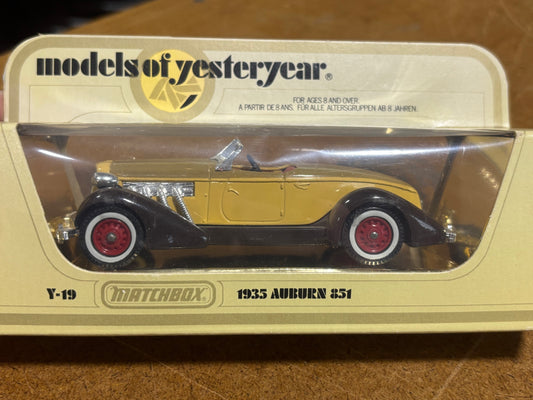 models of yesteryear®
FOR AGES 8 AND OVER.
A PARTIR DE 8 ANS. FÜR ALLE ALTERSGRUPPEN AB 8 JAHREN.
Y-19 MATCHBOX® 1935 AUBURN 851